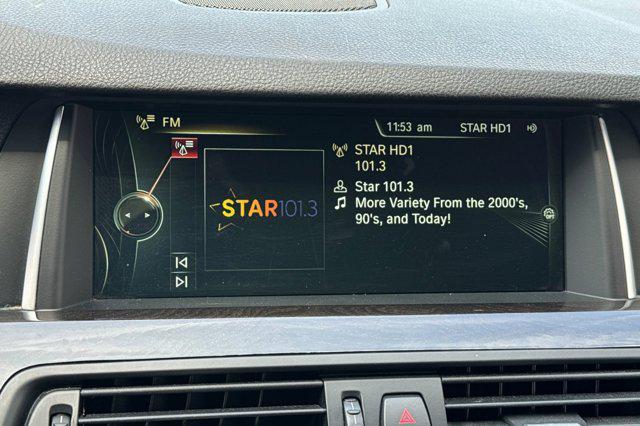 FM
11:53 am STAR HD1
STAR HD1
101.3
Star 101.3
More Variety From the 2000's,
90's, and Today!
STAR101.3